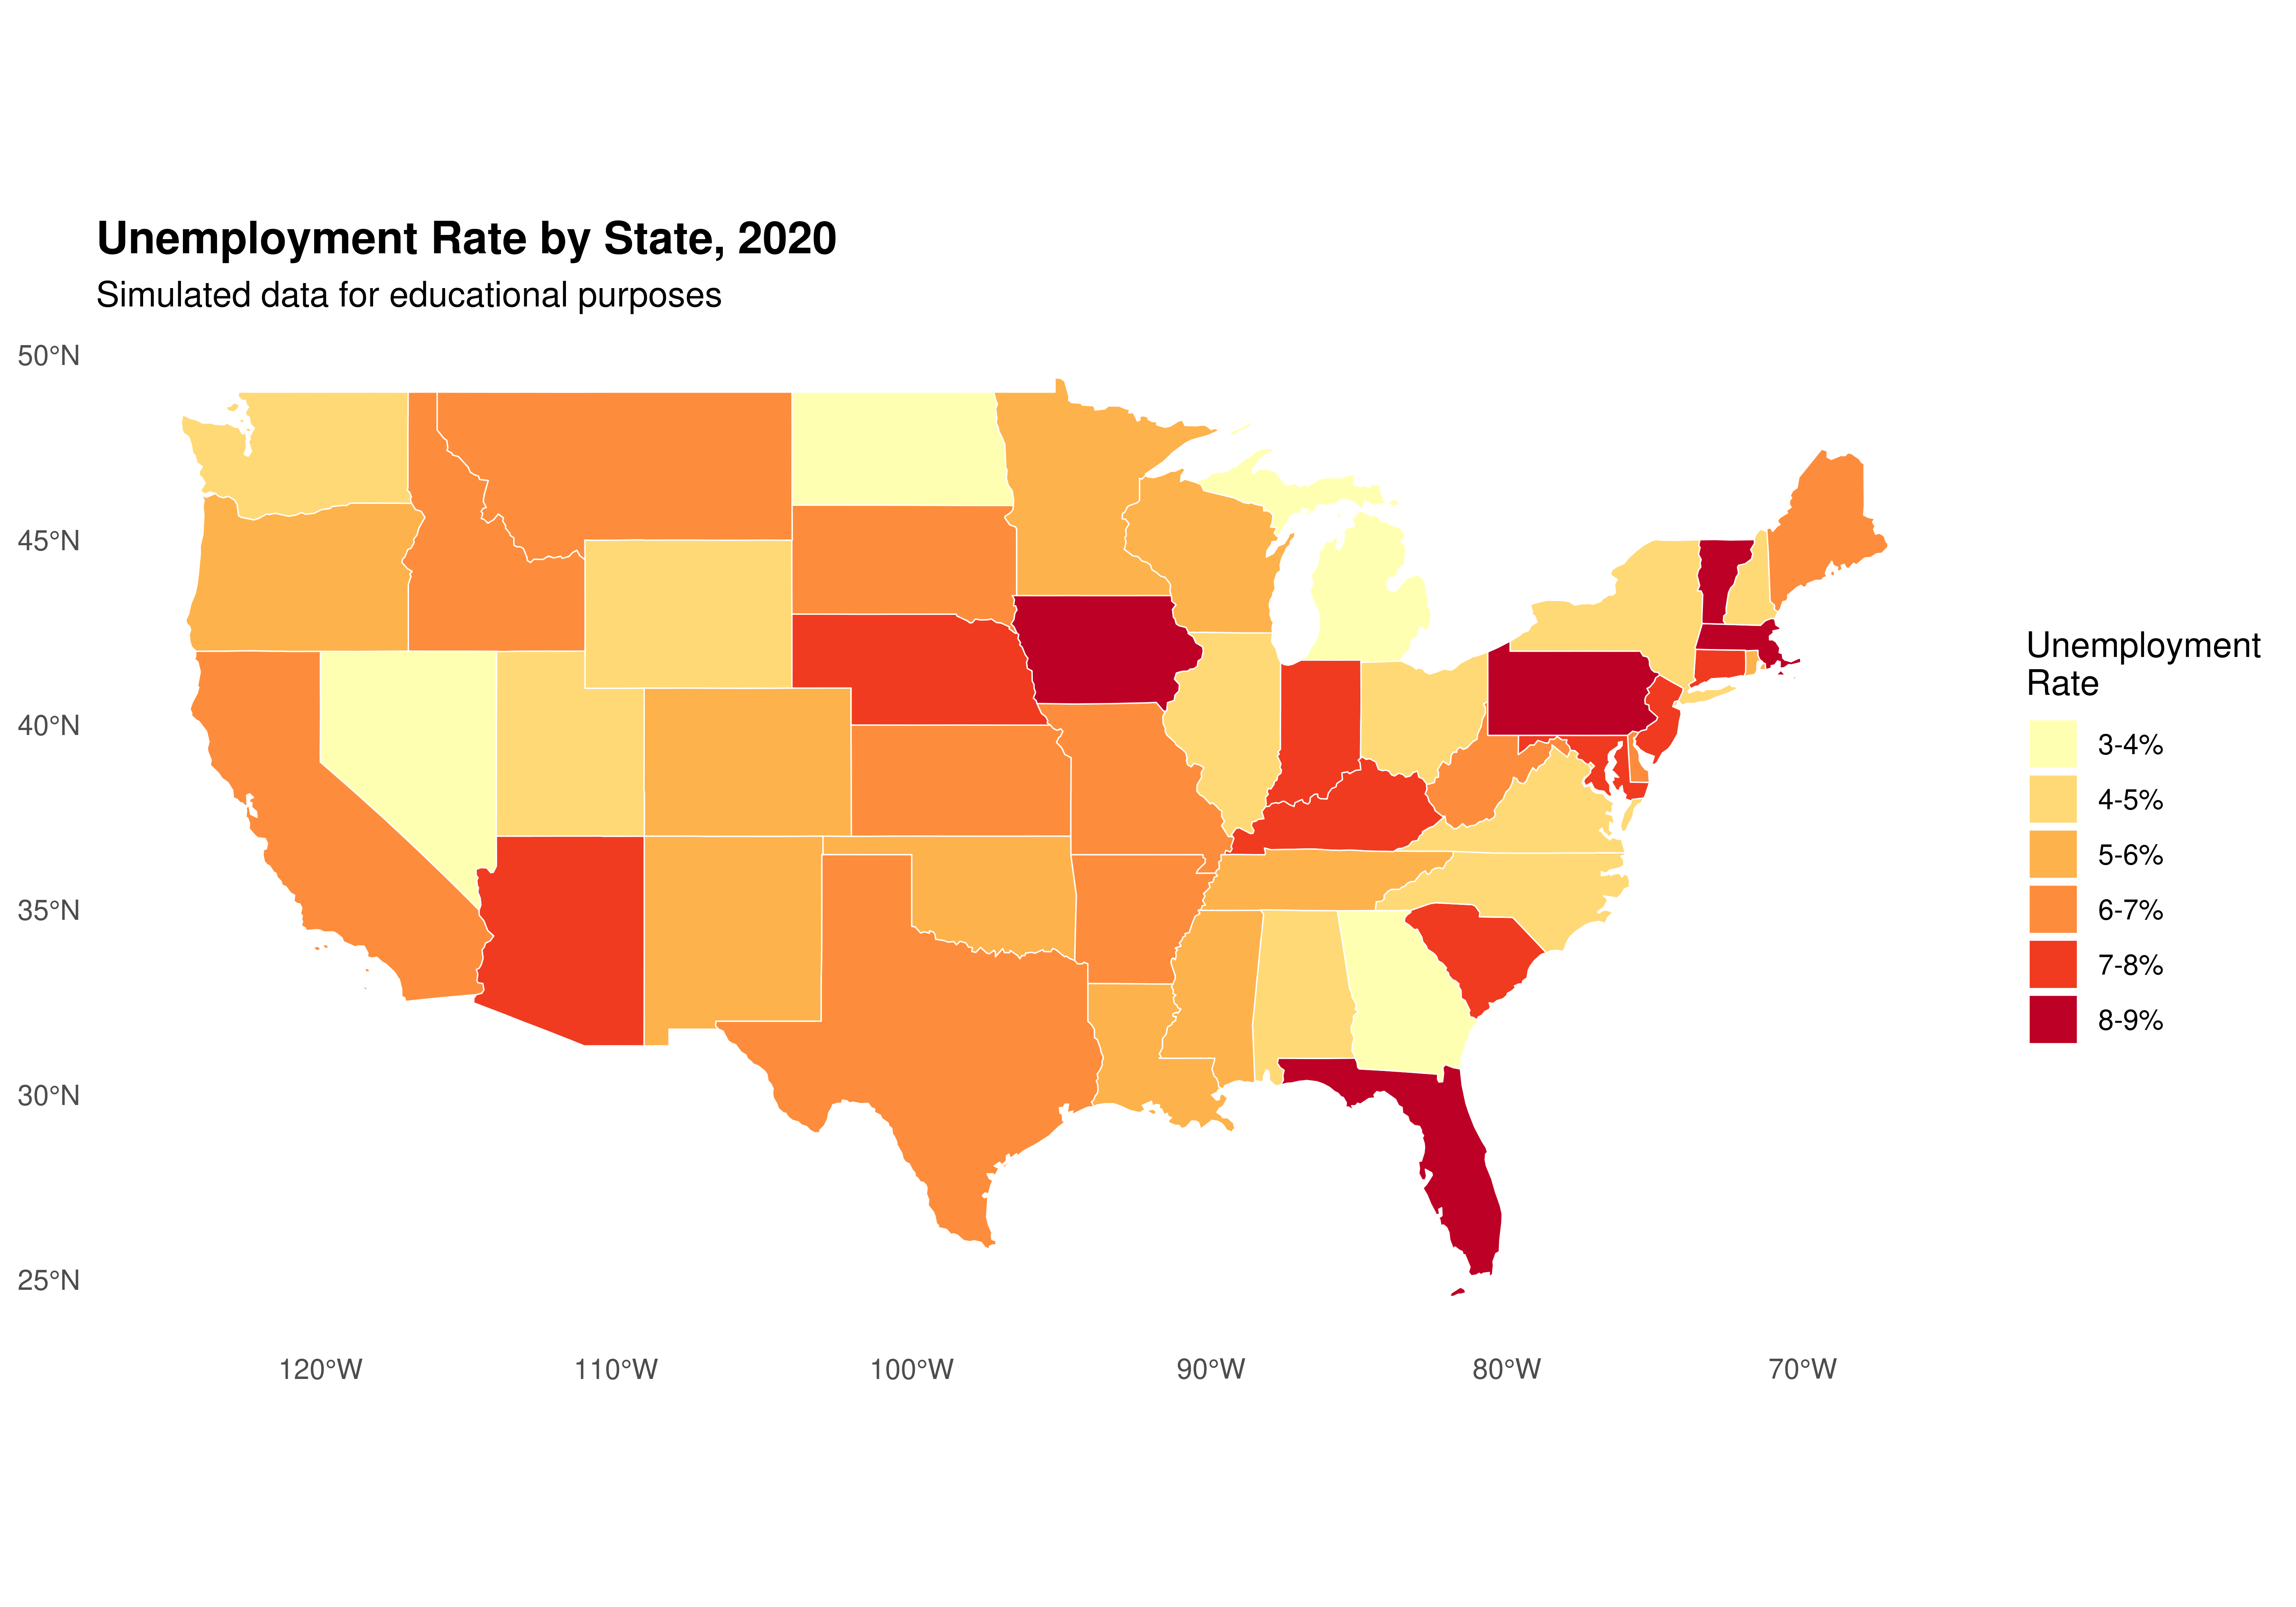 Unemployment Rate by State, 2020
Simulated data for educational purposes
50°N
45°N
40°N
35°N
30°N
25°N
120°W
110°W
100°W
90°W
80°W
70°W
Unemployment
Rate
3-4%
4-5%
5-6%
6-7%
7-8%
8-9%